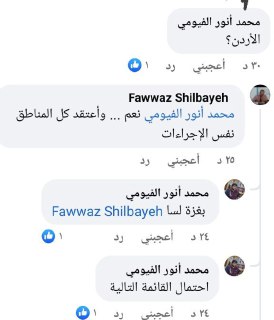 محمد أنور الفيومي
الأردن؟
٣٠ د أعجبني رد ١
Fawwaz Shilbayeh
محمد أنور الفيومي نعم ... وأعتقد كل المناطق
نفس الإجراءات
٢٥ د أعجبني رد
محمد أنور الفيومي
Fawwaz Shilbayeh بغزة لسا
٢٤ د أعجبني رد ١
محمد أنور الفيومي
احتمال القائمة التالية
٢٤ د أعجبني رد ١